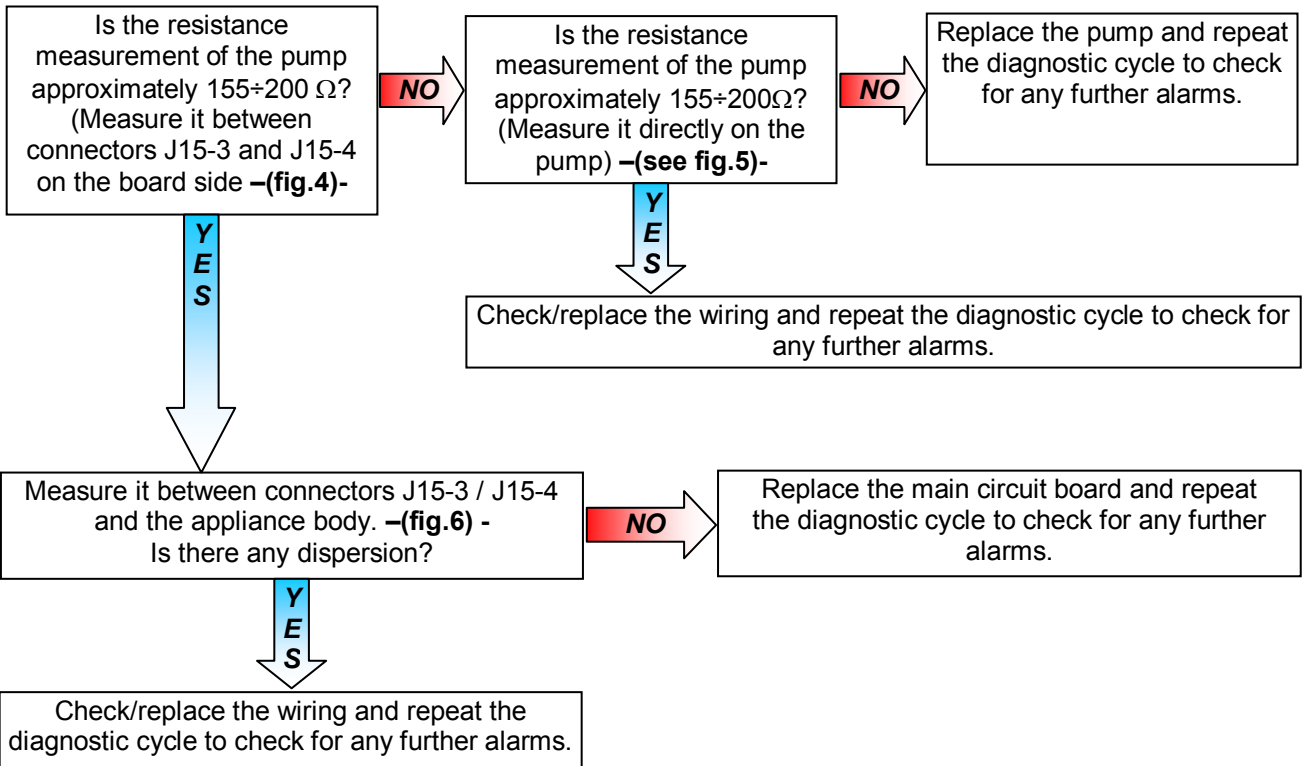 Is the resistance
measurement of the pump
approximately 155÷200 Ω?
(Measure it between
connectors J15-3 and J15-4
on the board side –(fig.4)-
NO
Is the resistance
measurement of the pump
approximately 155÷200Ω?
(Measure it directly on the
pump) –(see fig.5)-
NO
Replace the pump and repeat
the diagnostic cycle to check
for any further alarms.
Y
E
S
Y
E
S
Check/replace the wiring and repeat the diagnostic cycle to check for
any further alarms.
Measure it between connectors J15-3 / J15-4
and the appliance body. –(fig.6) -
Is there any dispersion?
NO
Replace the main circuit board and repeat
the diagnostic cycle to check for any further
alarms.
Y
E
S
Check/replace the wiring and repeat the
diagnostic cycle to check for any further alarms.